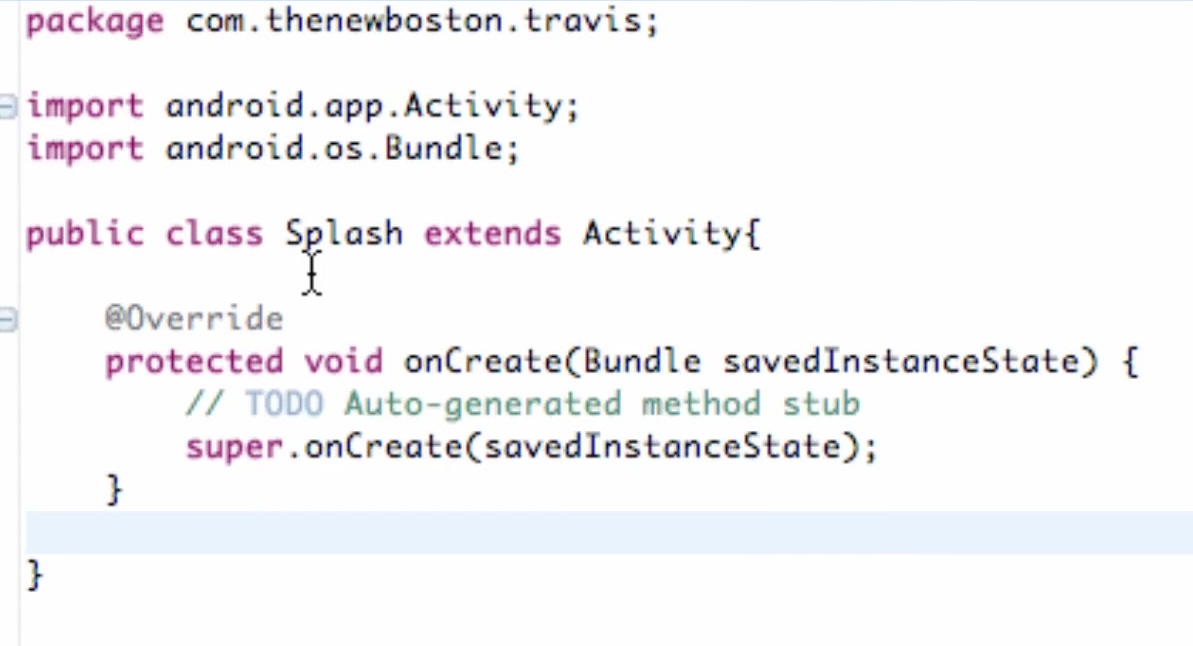 package com.thenewboston.travis;
import android.app.Activity;
import android.os.Bundle;
public class Splash extends Activity{
@Override
protected void onCreate(Bundle savedInstanceState) {
// TODO Auto-generated method stub
super.onCreate(savedInstanceState);
}
}